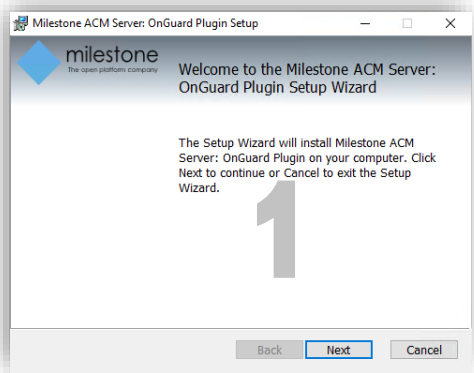 Milestone ACM Server: OnGuard Plugin Setup
milestone
The open platform company
Welcome to the Milestone ACM Server:
OnGuard Plugin Setup Wizard
The Setup Wizard will install Milestone ACM
Server: OnGuard Plugin on your computer. Click
Next to continue or Cancel to exit the Setup
Wizard.
1
Back Next Cancel